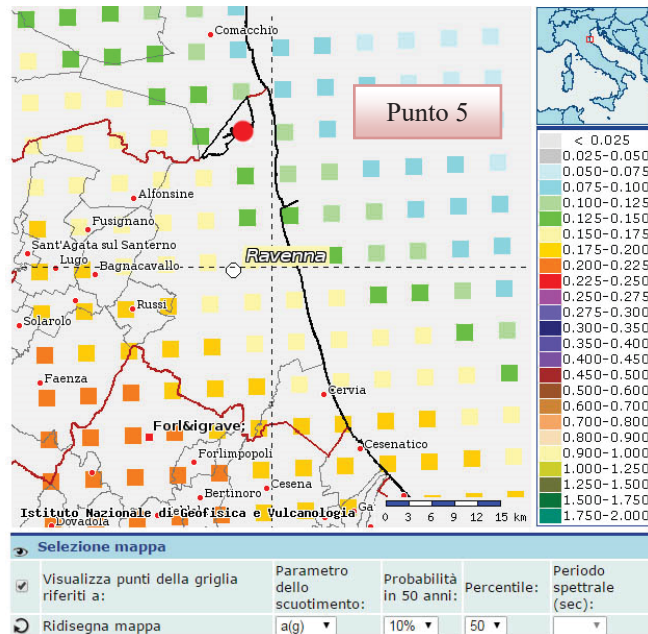 Comacchio
Punto 5
Alfonsine
Fusignano
Sant'Agata sul Santerno
Lugo
Bagnacavallo
Ravenna
Russi
Solarolo
Faenza
Cervia
Forl&igrave;
Forlimpopoli
Cesenatico
Cesena
Bertinoro
Ga
Istituto Nazionale di Geofisica e Vulcanologia
Dovadola
0 3 6 9 12 15 km
< 0.025
0.025-0.050
0.050-0.075
0.075-0.100
0.100-0.125
0.125-0.150
0.150-0.175
0.175-0.200
0.200-0.225
0.225-0.250
0.250-0.275
0.275-0.300
0.300-0.350
0.350-0.400
0.400-0.450
0.450-0.500
0.500-0.600
0.600-0.700
0.700-0.800
0.800-0.900
0.900-1.000
1.000-1.250
1.250-1.500
1.500-1.750
1.750-2.000
Selezione mappa
Visualizza punti della griglia riferiti a:
Parametro dello scuotimento:
Probabilità in 50 anni:
Percentile:
Periodo spettrale (sec):
Ridisegna mappa
a(g)
10%
50